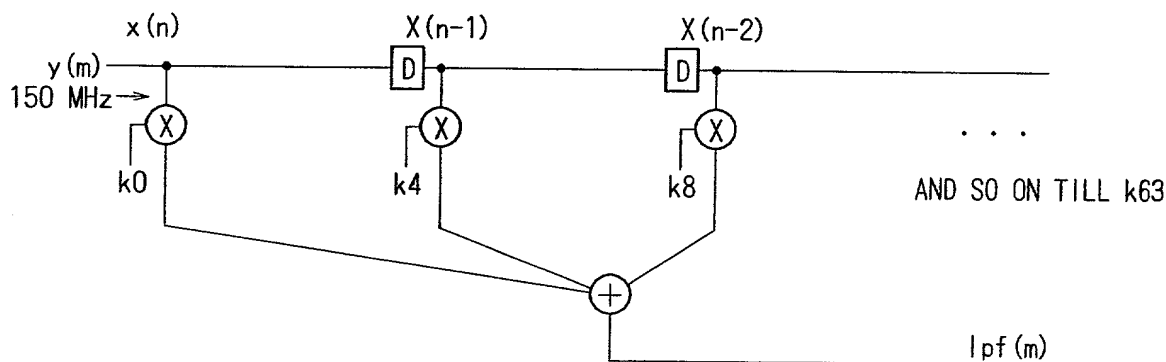 x(n)
X(n-1)
X(n-2)
y(m)
D
D
150 MHz
X
X
X
k0
k4
k8
. . .
AND SO ON TILL k63
+
lpf(m)